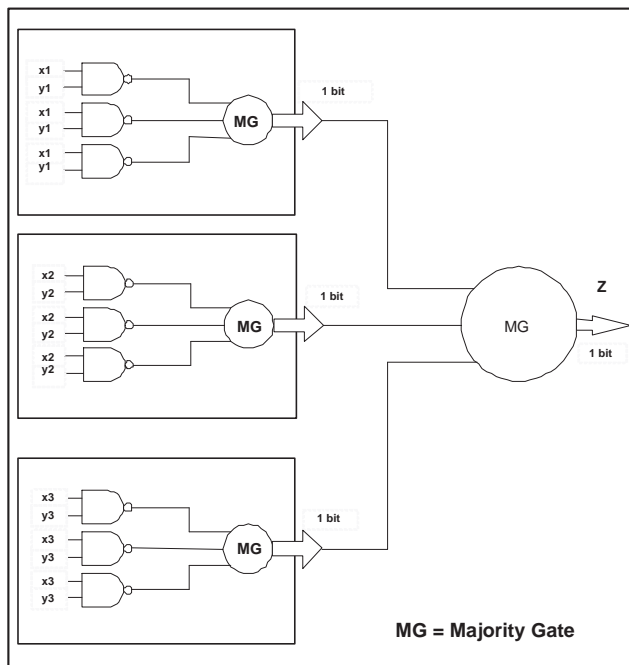 x1
y1
x1
y1
x1
y1
MG
1 bit
x2
y2
x2
y2
x2
y2
MG
1 bit
x3
y3
x3
y3
x3
y3
MG
1 bit
MG
Z
1 bit
MG = Majority Gate